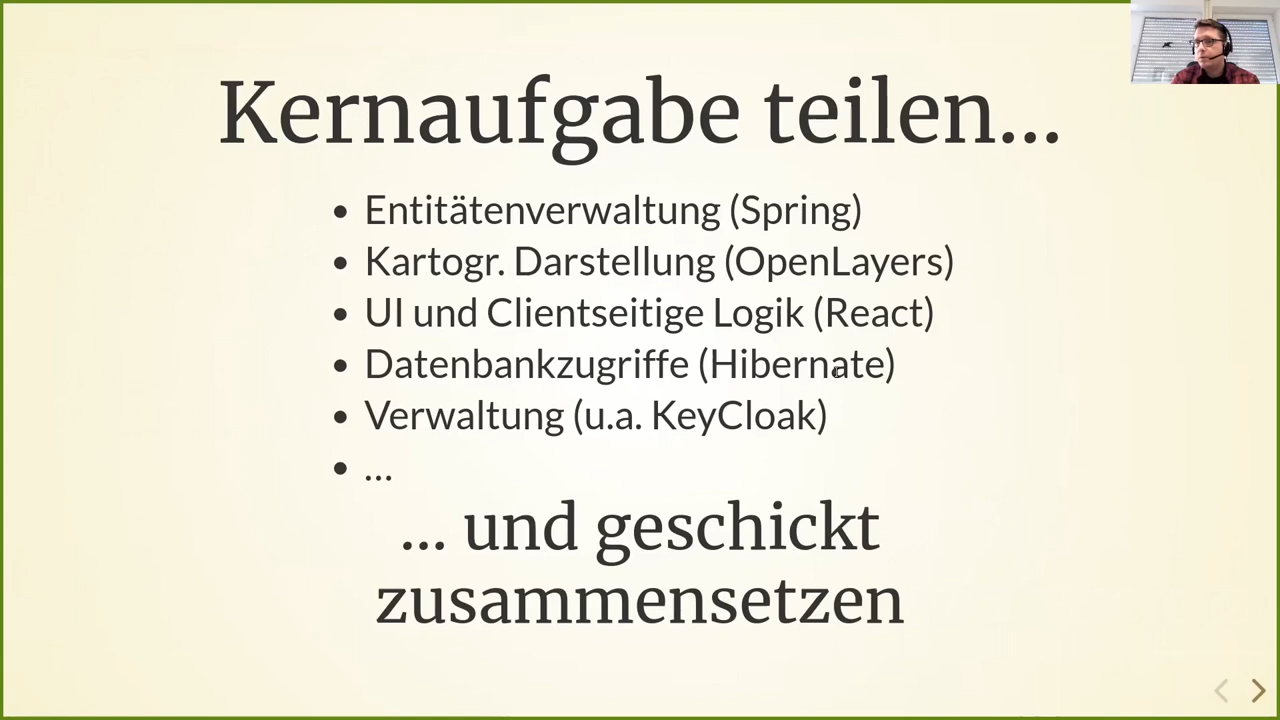 Kernaufgabe teilen...
• Entitätenverwaltung (Spring)
• Kartogr. Darstellung (OpenLayers)
• UI und Clientseitige Logik (React)
• Datenbankzugriffe (Hibernate)
• Verwaltung (u.a. KeyCloak)
• ...
... und geschickt
zusammensetzen